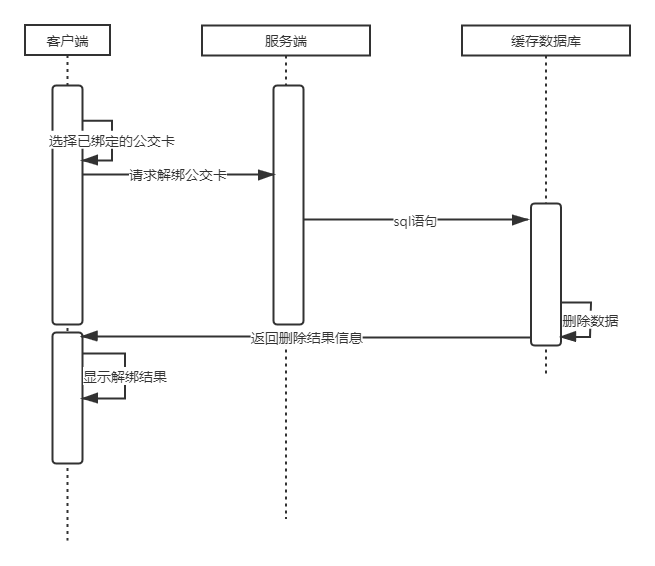 客户端
服务端
缓存数据库
选择已绑定的公交卡
请求解绑公交卡
sql语句
删除数据
返回删除结果信息
显示解绑结果